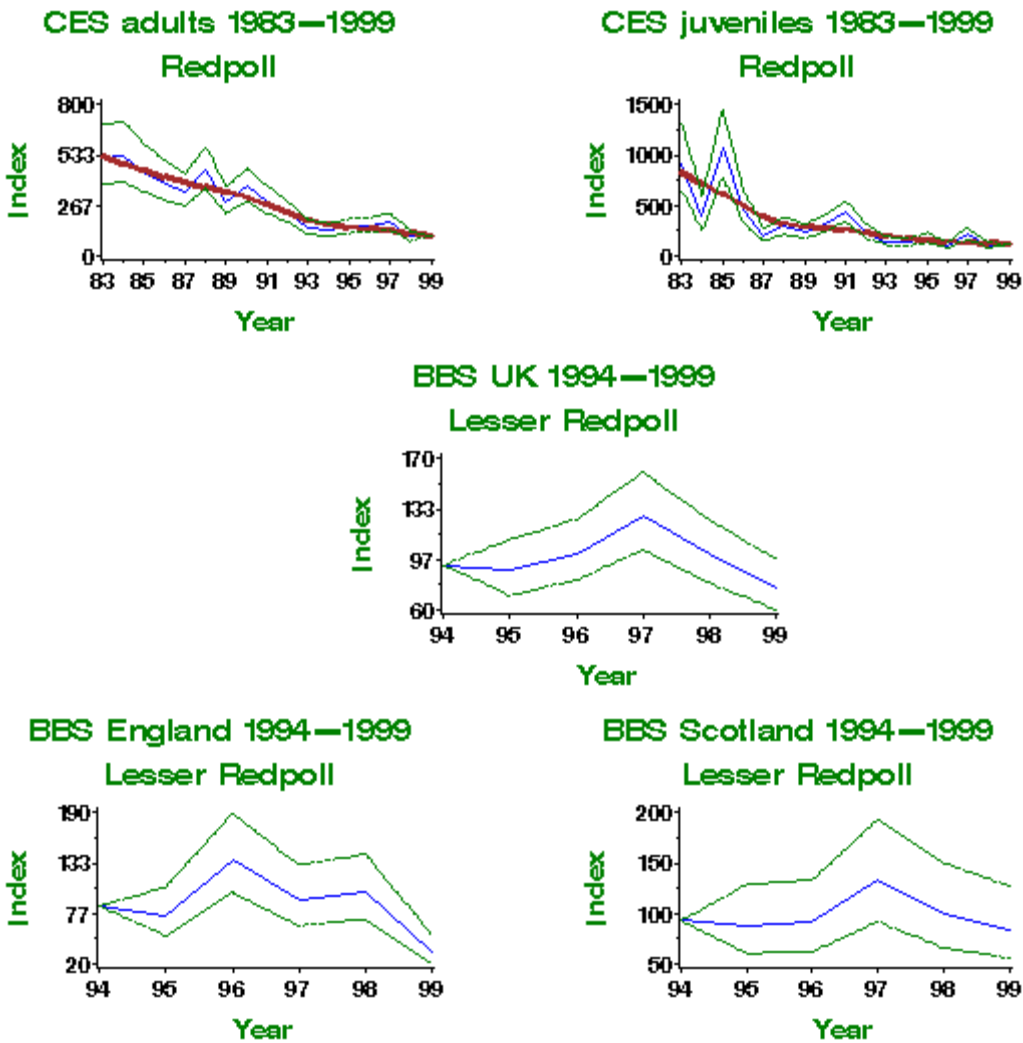 CES adults 1983—1999
Redpoll
800
533
267
0
Index
83 85 87 89 91 93 95 97 99
Year
CES juveniles 1983—1999
Redpoll
1500
1000
500
0
Index
83 85 87 89 91 93 95 97 99
Year
BBS UK 1994—1999
Lesser Redpoll
170
133
97
60
Index
94 95 96 97 98 99
Year
BBS England 1994—1999
Lesser Redpoll
190
133
77
20
Index
94 95 96 97 98 99
Year
BBS Scotland 1994—1999
Lesser Redpoll
200
150
100
50
Index
94 95 96 97 98 99
Year